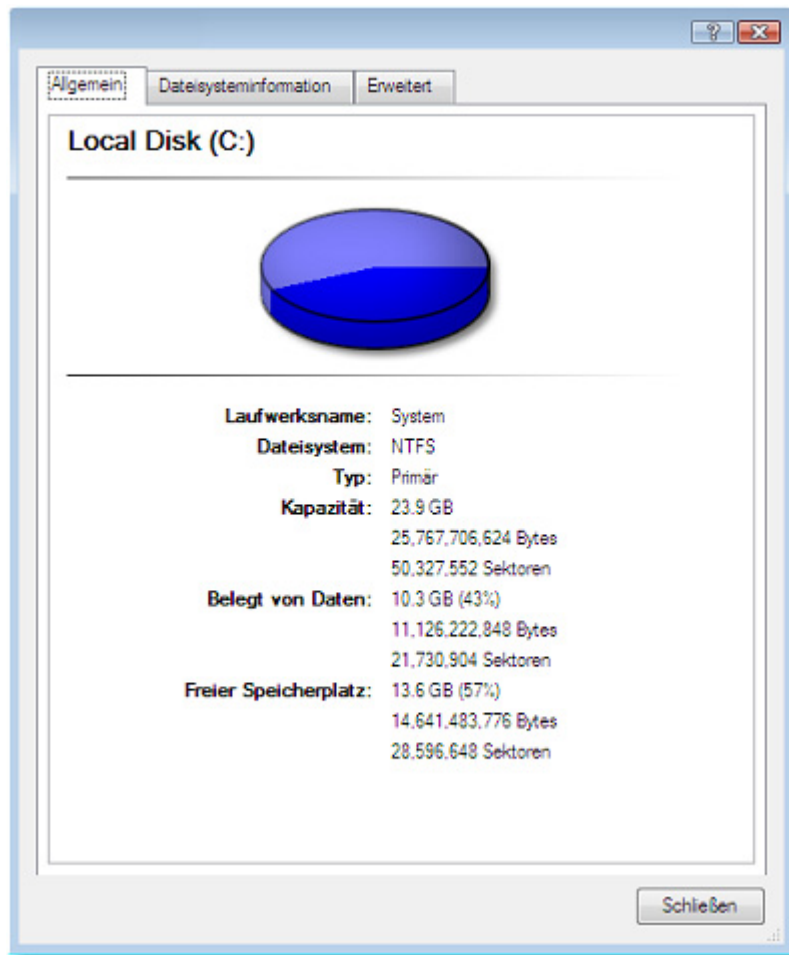 Allgemein Dateisysteminformation Erweitert
Local Disk (C:)
Laufwerksname: System
Dateisystem: NTFS
Typ: Primär
Kapazität: 23.9 GB
25,767,706,624 Bytes
50,327,552 Sektoren
Belegt von Daten: 10.3 GB (43%)
11,126,222,848 Bytes
21,730,904 Sektoren
Freier Speicherplatz: 13.6 GB (57%)
14,641,483,776 Bytes
28,596,648 Sektoren
Schließen